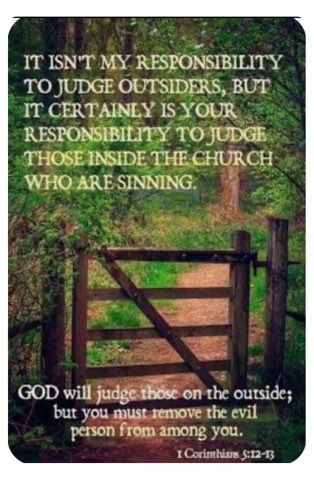 IT ISN'T MY RESPONSIBILITY
TO JUDGE OUTSIDERS, BUT
IT CERTAINLY IS YOUR
RESPONSIBILITY TO JUDGE
THOSE INSIDE THE CHURCH
WHO ARE SINNING.
GOD will judge those on the outside;
but you must remove the evil
person from among you.
1 Corinthians 5:12-13